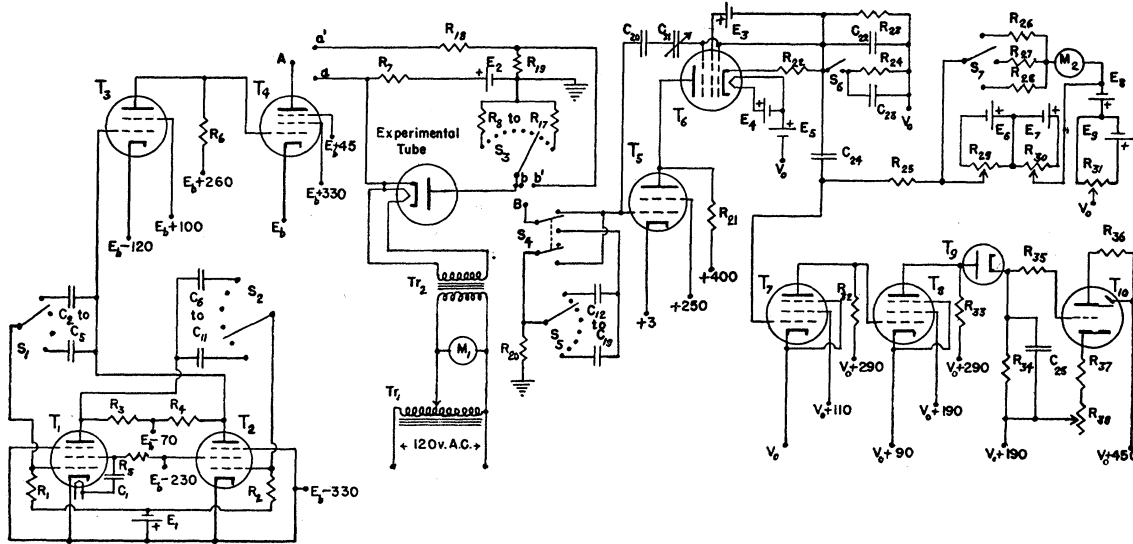 a' R18 C20 C21 E3 R23 R26
A a R7 E2 R19 C22 R27 M2
T3 T4 R22 S6 R24 S7 R28 E8
T6 C23 E6 E7 E9
R6 R8 to R17 E4 E5 V0
Experimental Tube S3 T5 C24 R29 R30 R31
Eb+45 b b' V0 R25 V0
Eb+260 Eb+330 B
Eb+100 S4 R21 R36
Eb-120 Eb T9 R35
C6 to C11 S2 Tr2 +400 T7 T8 T10
S1 C2 to C5 +250 R32 R33
+3
C12 to C19 S5
M1 R20 R34 C25 R37
V0+290 V0+290
R3 R4 Tr1 V0+110 V0+190 R38
T1 T2 Eb-70
120v. A.C.
R5 Eb-230 V0 V0+90 V0+190 V0+450
R1 C1 R2 Eb-330
E1